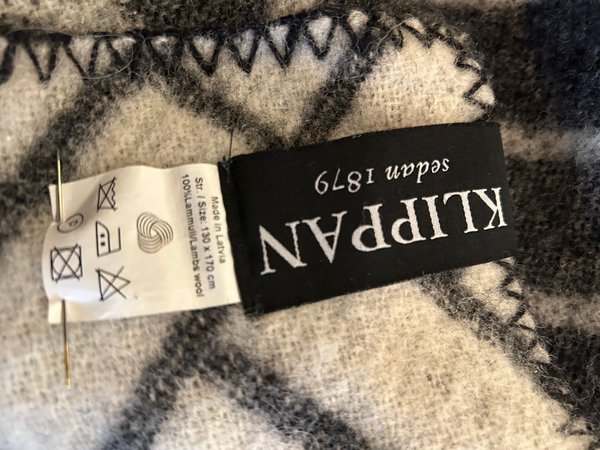 KLIPPAN
sedan 1879
Made in Latvia
Str. / Size: 130 x 170 cm
100%Lammull/Lambs wool